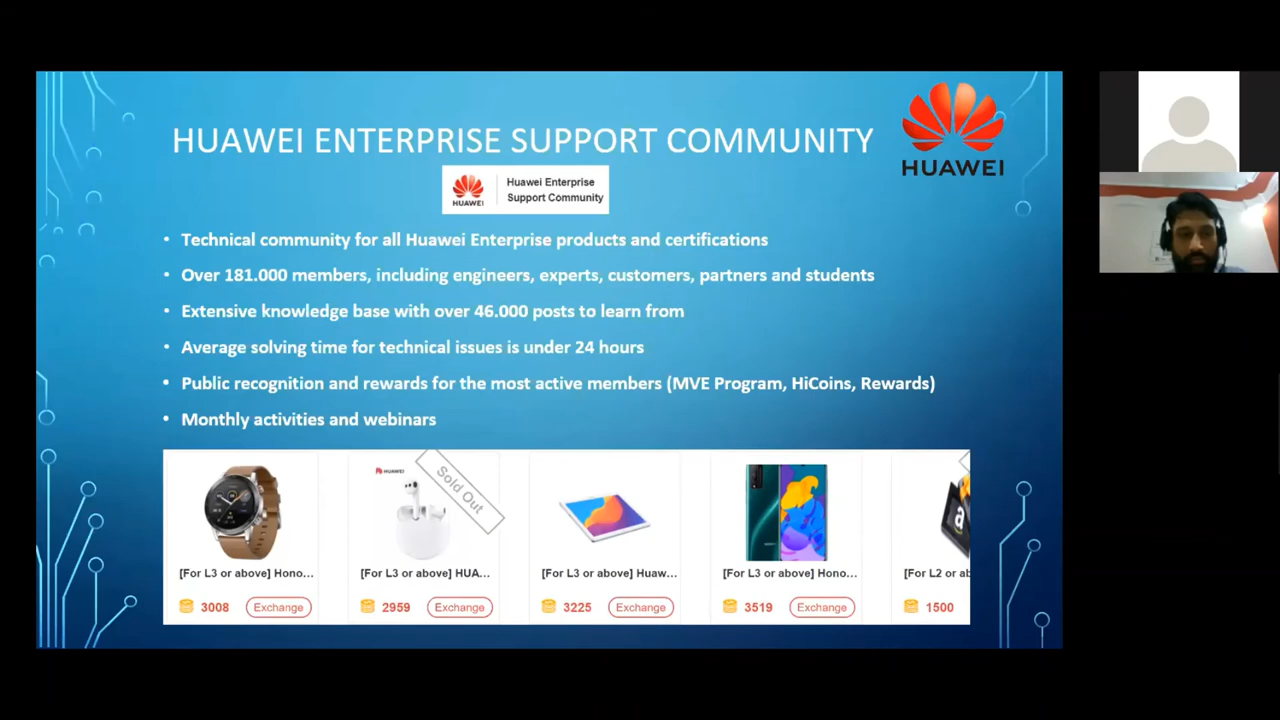 HUAWEI ENTERPRISE SUPPORT COMMUNITY
HUAWEI
HUAWEI
Huawei Enterprise
Support Community
• Technical community for all Huawei Enterprise products and certifications
• Over 181.000 members, including engineers, experts, customers, partners and students
• Extensive knowledge base with over 46.000 posts to learn from
• Average solving time for technical issues is under 24 hours
• Public recognition and rewards for the most active members (MVE Program, HiCoins, Rewards)
• Monthly activities and webinars
HUAWEI
Sold Out
a
[For L3 or above] Hono...
[For L3 or above] HUA...
[For L3 or above] Huaw...
[For L3 or above] Hono...
[For L2 or ab
3008 Exchange
2959 Exchange
3225 Exchange
3519 Exchange
1500